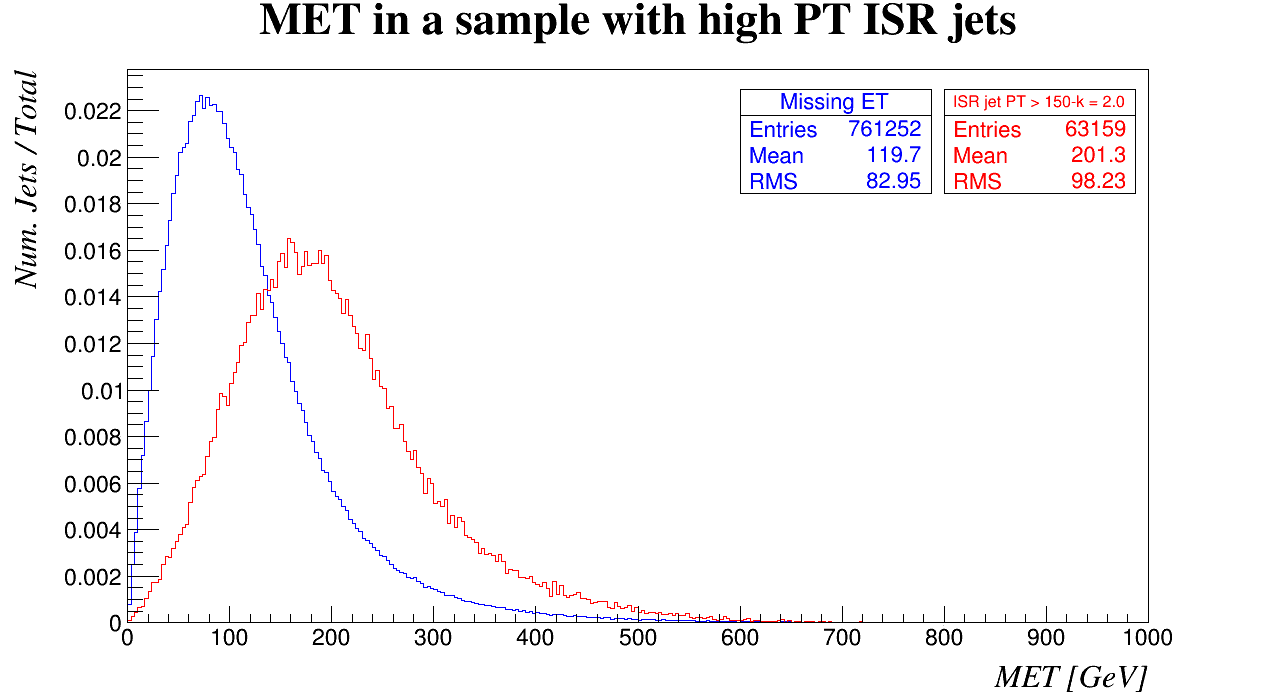 MET in a sample with high PT ISR jets
Num. Jets / Total
0.022
0.02
0.018
0.016
0.014
0.012
0.01
0.008
0.006
0.004
0.002
0
Missing ET
Entries 761252
Mean 119.7
RMS 82.95
ISR jet PT > 150-k = 2.0
Entries 63159
Mean 201.3
RMS 98.23
0 100 200 300 400 500 600 700 800 900 1000
MET [GeV]